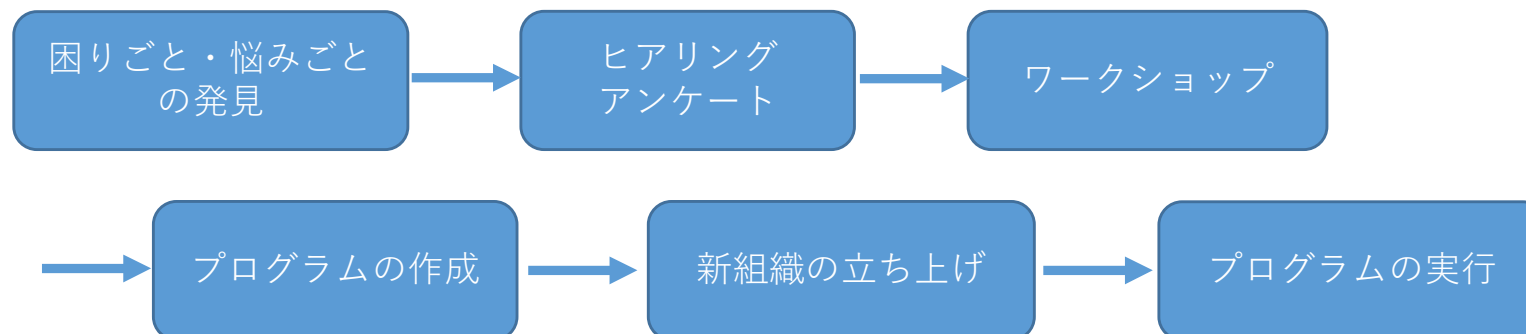 困りごと・悩みごと
の発見
ヒアリング
アンケート
ワークショップ
プログラムの作成
新組織の立ち上げ
プログラムの実行